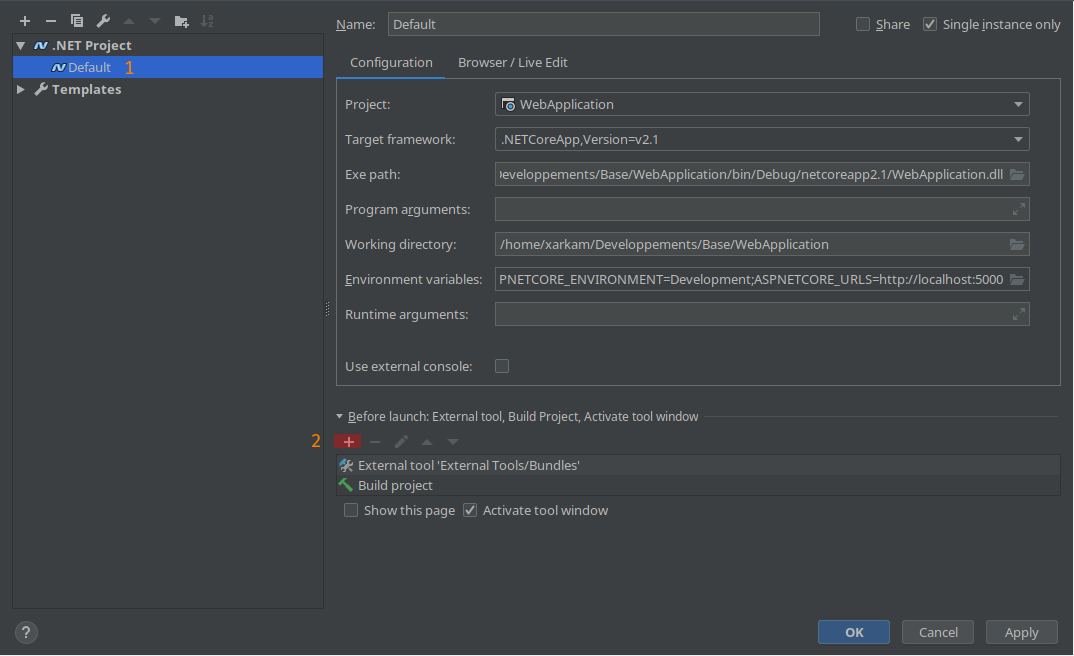 Name: Default Share Single instance only
.NET Project
Default 1
Templates
Configuration Browser / Live Edit
Project: WebApplication
Target framework: .NETCoreApp,Version=v2.1
Exe path: eveloppements/Base/WebApplication/bin/Debug/netcoreapp2.1/WebApplication.dll
Program arguments:
Working directory: /home/xarkam/Developpements/Base/WebApplication
Environment variables: PNETCORE_ENVIRONMENT=Development;ASPNETCORE_URLS=http://localhost:5000
Runtime arguments:
Use external console:
Before launch: External tool, Build Project, Activate tool window
2
External tool 'External Tools/Bundles'
Build project
Show this page Activate tool window
? OK Cancel Apply